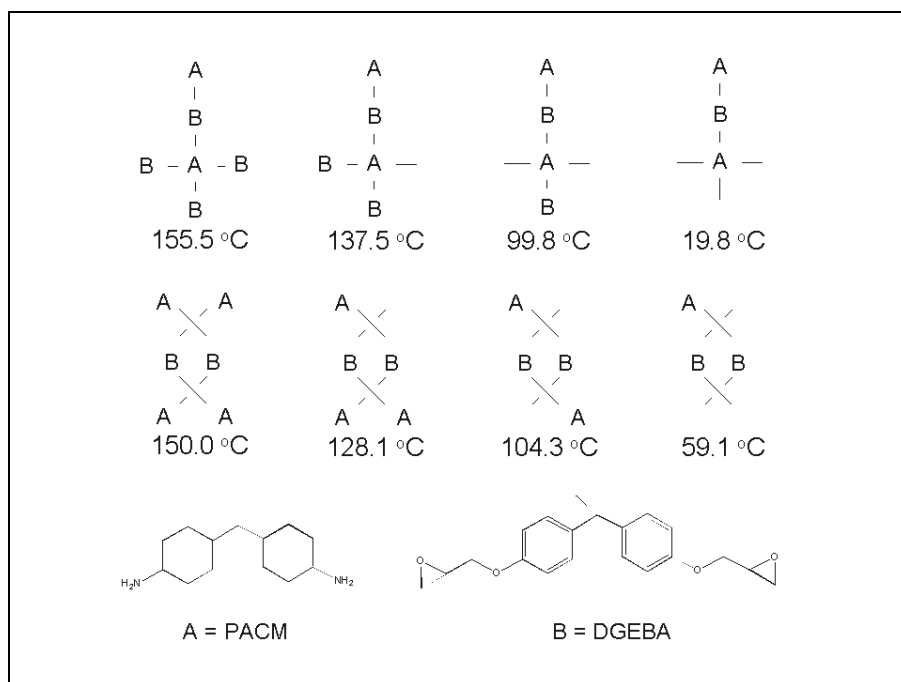 A A A A
B B B B
B – A – B B – A – – A – – A –
B B B
155.5 °C 137.5 °C 99.8 °C 19.8 °C
A A A A A
B B B B B B B B
A A A A A
150.0 °C 128.1 °C 104.3 °C 59.1 °C
O O
H₂N NH₂ O O
A = PACM B = DGEBA